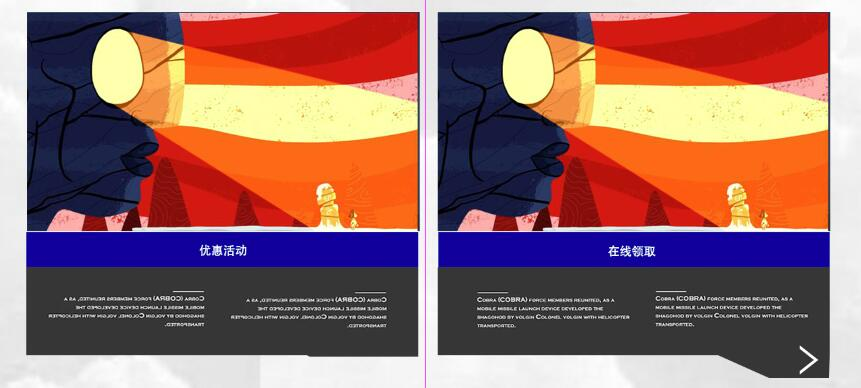 优惠活动
在线领取
COBRA (COBRA) FORCE MEMBERS REUNITED, AS A
MOBILE MISSILE LAUNCH DEVICE DEVELOPED THE
SHAGOHOD BY VOLGIN COLONEL VOLGIN WITH HELICOPTER
TRANSPORTED.
COBRA (COBRA) FORCE MEMBERS REUNITED, AS A
MOBILE MISSILE LAUNCH DEVICE DEVELOPED THE
SHAGOHOD BY VOLGIN COLONEL VOLGIN WITH HELICOPTER
TRANSPORTED.
COBRA (COBRA) FORCE MEMBERS REUNITED, AS A
MOBILE MISSILE LAUNCH DEVICE DEVELOPED THE
SHAGOHOD BY VOLGIN COLONEL VOLGIN WITH HELICOPTER
TRANSPORTED.
COBRA (COBRA) FORCE MEMBERS REUNITED, AS A
MOBILE MISSILE LAUNCH DEVICE DEVELOPED THE
SHAGOHOD BY VOLGIN COLONEL VOLGIN WITH HELICOPTER
TRANSPORTED.